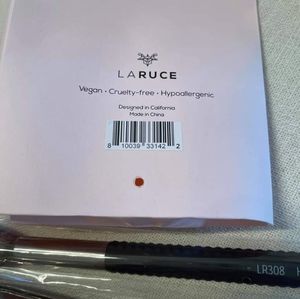 LARUCE
Vegan • Cruelty-free • Hypoallergenic
Designed in California
Made in China
8 10039 33142 2
LR308